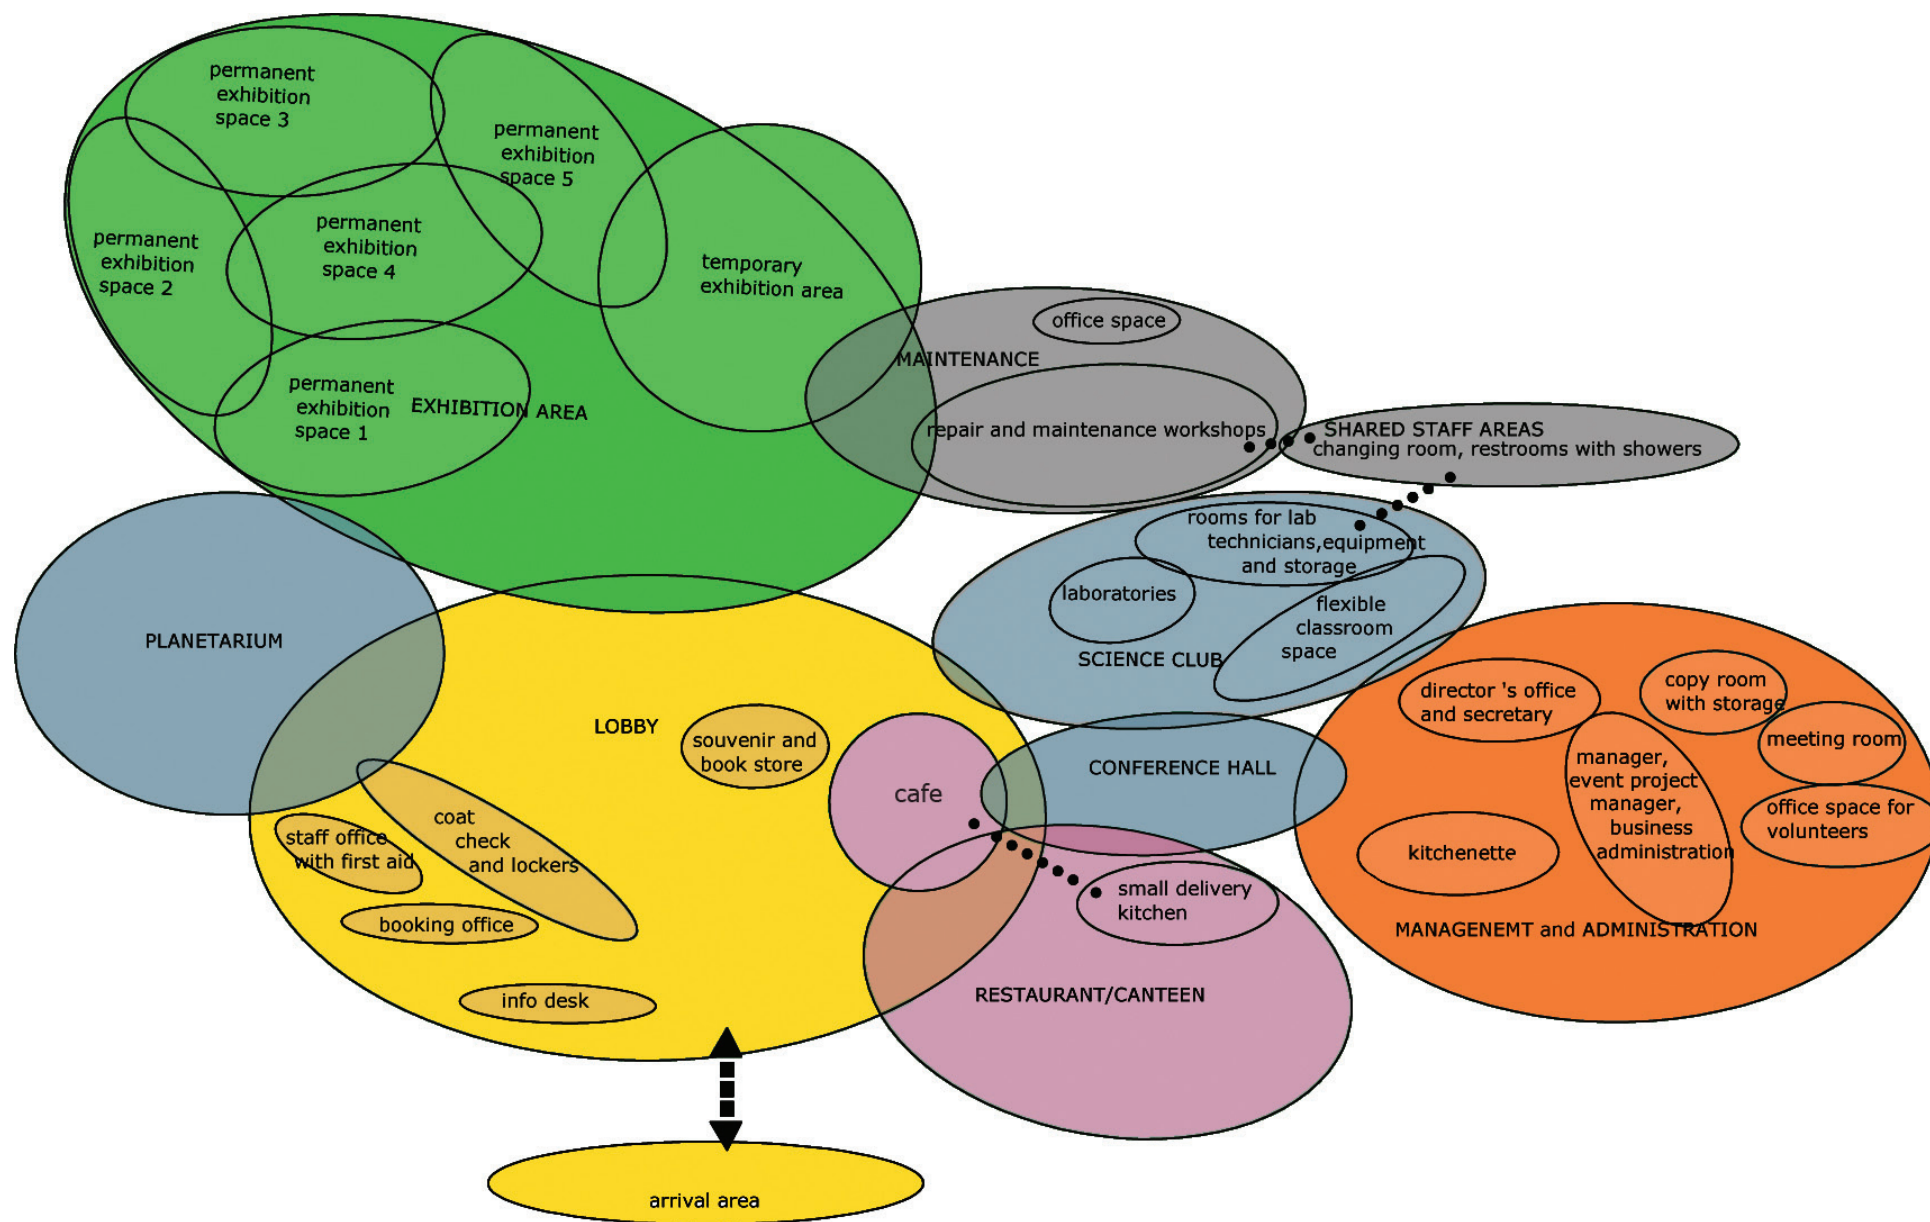 permanent
exhibition
space 3
permanent
exhibition
space 5
permanent
exhibition
space 2
permanent
exhibition
space 4
temporary
exhibition area
permanent
exhibition
space 1
EXHIBITION AREA
office space
MAINTENANCE
repair and maintenance workshops
SHARED STAFF AREAS
changing room, restrooms with showers
rooms for lab
technicians,equipment
and storage
laboratories
flexible
classroom
space
SCIENCE CLUB
PLANETARIUM
LOBBY
souvenir and
book store
cafe
CONFERENCE HALL
coat
check
and lockers
staff office
with first aid
booking office
info desk
small delivery
kitchen
RESTAURANT/CANTEEN
director 's office
and secretary
copy room
with storage
meeting room
manager,
event project
manager,
business
administration
office space for
volunteers
kitchenette
MANAGENEMT and ADMINISTRATION
arrival area